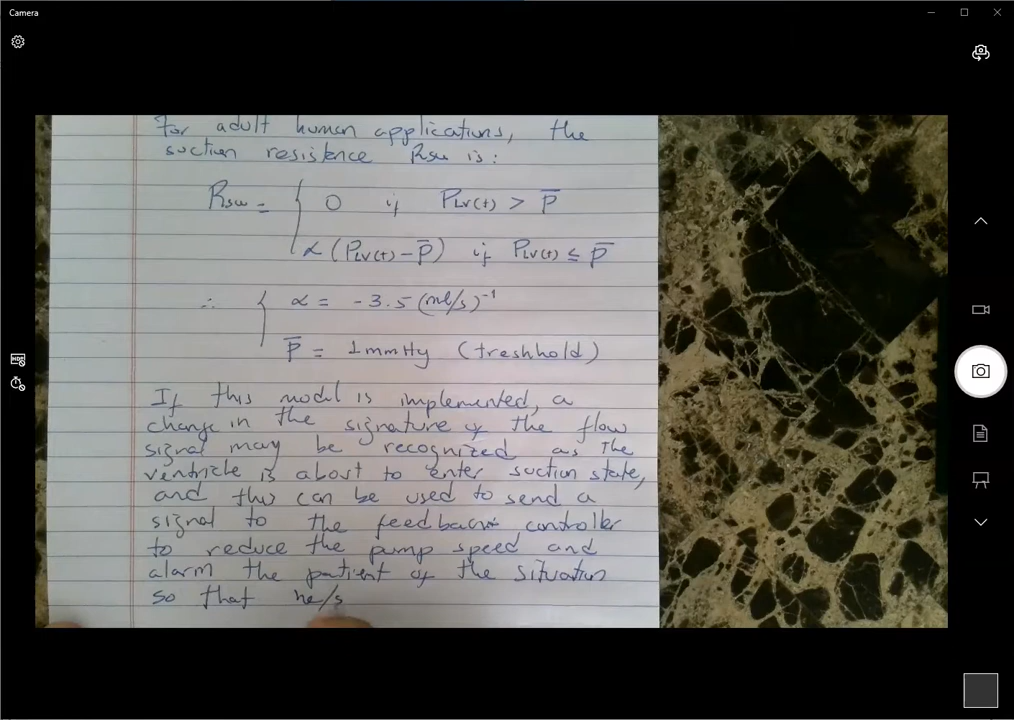 Camera
For adult human applications, the
suction resistence Rsu is:
Rsu = { 0 if PLV(t) > P̅
α (PLV(t) - P̅) if PLV(t) ≤ P̅
∴ { α = -3.5 (ml/s)⁻¹
P̅ = 1mmHg (treshhold)
If this model is implemented, a
change in the signature of the flow
signal may be recognized as the
ventricle is about to enter suction state,
and this can be used to send a
signal to the feedback controller
to reduce the pump speed and
alarm the patient of the situation
so that he/s